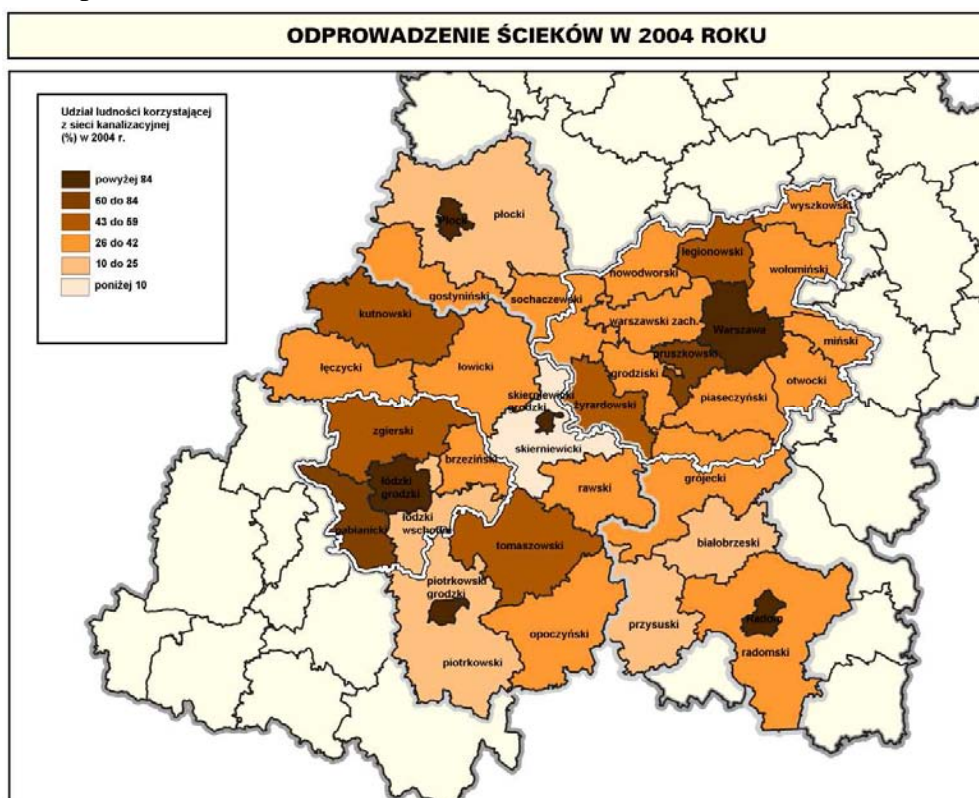 ODPROWADZENIE ŚCIEKÓW W 2004 ROKU
Udział ludności korzystającej
z sieci kanalizacyjnej
(%) w 2004 r.
powyżej 84
60 do 84
43 do 59
26 do 42
10 do 25
poniżej 10
płocki
Płock
wyszkowski
legionowski
wołomiński
nowodworski
gostyniński
sochaczewski
kutnowski
warszawski zach.
Warszawa
miński
pruszkowski
łęczycki
łowicki
grodziski
otwocki
skierniewicki
grodzki
żyrardowski
piaseczyński
zgierski
skierniewicki
brzeziński
grójecki
łódzki
grodzki
rawski
łódzki
wschodni
pabianicki
białobrzeski
tomaszowski
piotrkowski
grodzki
Radom
przysuski
opoczyński
radomski
piotrkowski